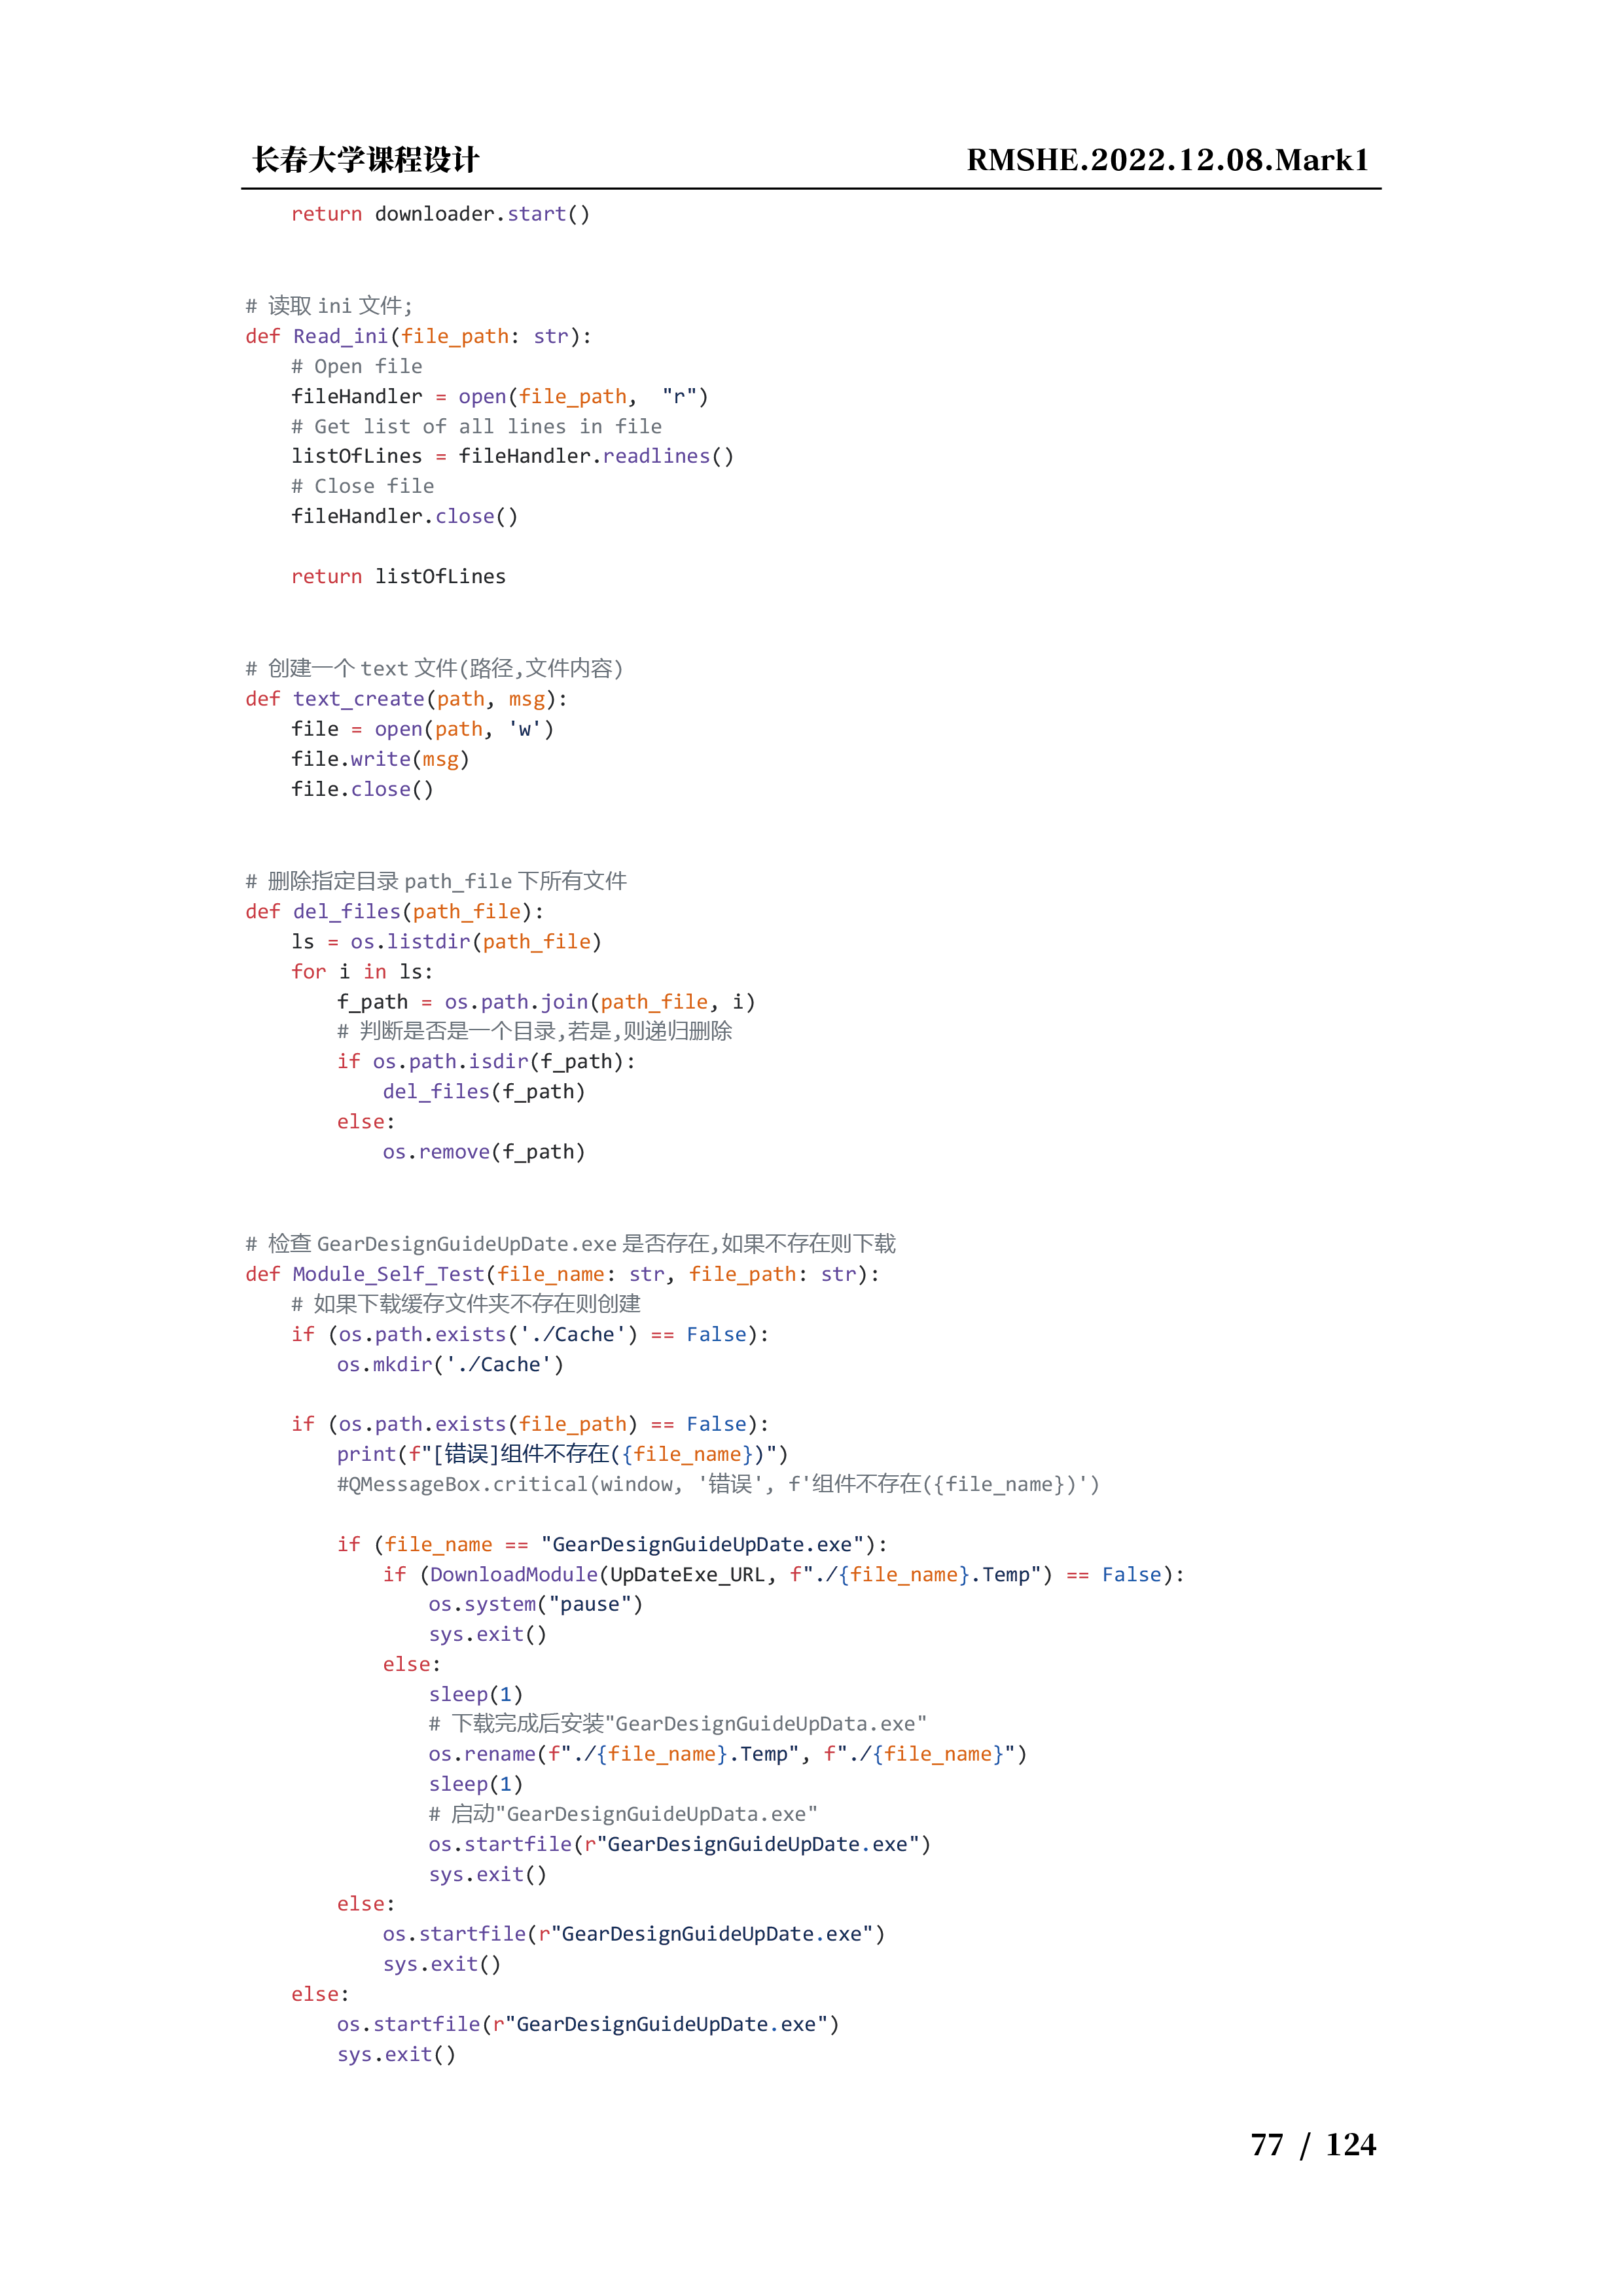 长春大学课程设计 RMSHE.2022.12.08.Mark1
    return downloader.start()
# 读取 ini 文件;
def Read_ini(file_path: str):
    # Open file
    fileHandler = open(file_path,  "r")
    # Get list of all lines in file
    listOfLines = fileHandler.readlines()
    # Close file
    fileHandler.close()
    return listOfLines
# 创建一个 text 文件(路径,文件内容)
def text_create(path, msg):
    file = open(path, 'w')
    file.write(msg)
    file.close()
# 删除指定目录 path_file 下所有文件
def del_files(path_file):
    ls = os.listdir(path_file)
    for i in ls:
        f_path = os.path.join(path_file, i)
        # 判断是否是一个目录,若是,则递归删除
        if os.path.isdir(f_path):
            del_files(f_path)
        else:
            os.remove(f_path)
# 检查 GearDesignGuideUpDate.exe 是否存在,如果不存在则下载
def Module_Self_Test(file_name: str, file_path: str):
    # 如果下载缓存文件夹不存在则创建
    if (os.path.exists('./Cache') == False):
        os.mkdir('./Cache')
    if (os.path.exists(file_path) == False):
        print(f"[错误]组件不存在({file_name})")
        #QMessageBox.critical(window, '错误', f'组件不存在({file_name})')
        if (file_name == "GearDesignGuideUpDate.exe"):
            if (DownloadModule(UpDateExe_URL, f"./{file_name}.Temp") == False):
                os.system("pause")
                sys.exit()
            else:
                sleep(1)
                # 下载完成后安装"GearDesignGuideUpData.exe"
                os.rename(f"./{file_name}.Temp", f"./{file_name}")
                sleep(1)
                # 启动"GearDesignGuideUpData.exe"
                os.startfile(r"GearDesignGuideUpDate.exe")
                sys.exit()
        else:
            os.startfile(r"GearDesignGuideUpDate.exe")
            sys.exit()
    else:
        os.startfile(r"GearDesignGuideUpDate.exe")
        sys.exit()
77 / 124